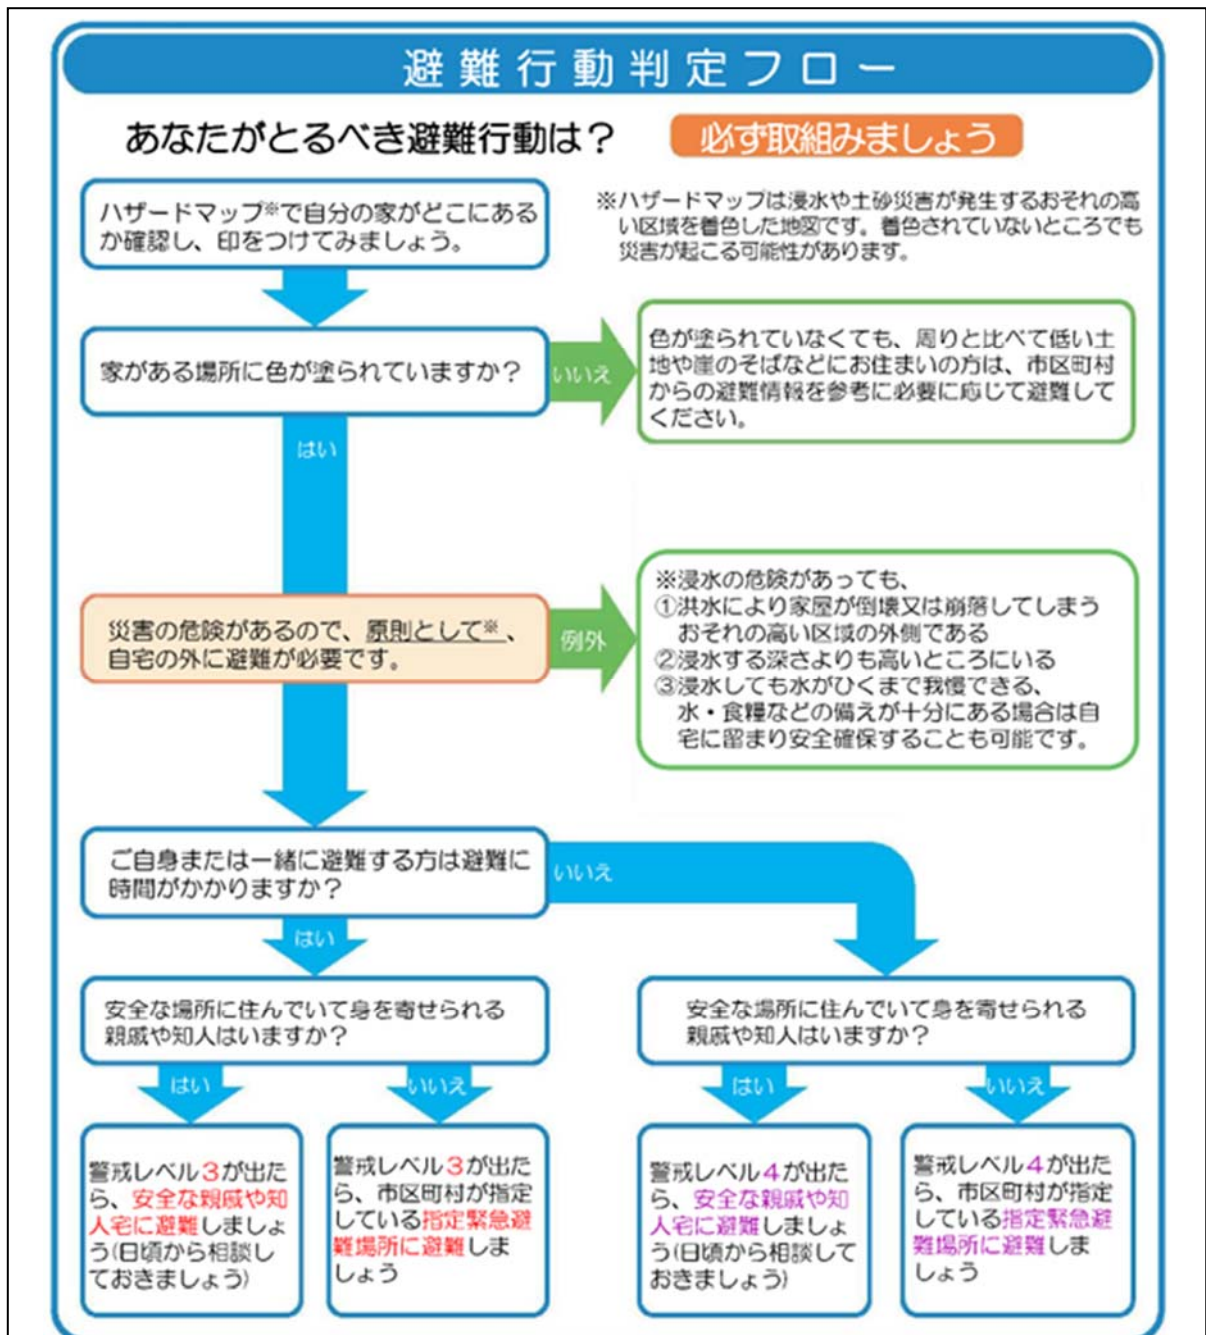 避難行動判定フロー
あなたがとるべき避難行動は？
必ず取組みましょう
ハザードマップ※で自分の家がどこにある
か確認し、印をつけてみましょう。
※ハザードマップは浸水や土砂災害が発生するおそれの高
い区域を着色した地図です。着色されていないところでも
災害が起こる可能性があります。
家がある場所に色が塗られていますか？
いいえ
色が塗られていなくても、周りと比べて低い土
地や崖のそばなどにお住まいの方は、市区町村
からの避難情報を参考に必要に応じて避難して
ください。
はい
災害の危険があるので、原則として※、
自宅の外に避難が必要です。
例外
※浸水の危険があっても、
①洪水により家屋が倒壊又は崩落してしまう
おそれの高い区域の外側である
②浸水する深さよりも高いところにいる
③浸水しても水がひくまで我慢できる、
水・食糧などの備えが十分にある場合は自
宅に留まり安全確保することも可能です。
ご自身または一緒に避難する方は避難に
時間がかかりますか？
いいえ
はい
安全な場所に住んでいて身を寄せられる
親戚や知人はいますか？
安全な場所に住んでいて身を寄せられる
親戚や知人はいますか？
はい
いいえ
はい
いいえ
警戒レベル3が出た
ら、安全な親戚や知
人宅に避難しましょ
う(日頃から相談し
ておきましょう)
警戒レベル3が出た
ら、市区町村が指定
している指定緊急避
難場所に避難しま
しょう
警戒レベル4が出た
ら、安全な親戚や知
人宅に避難しましょ
う(日頃から相談して
おきましょう)
警戒レベル4が出た
ら、市区町村が指定
している指定緊急避
難場所に避難しま
しょう